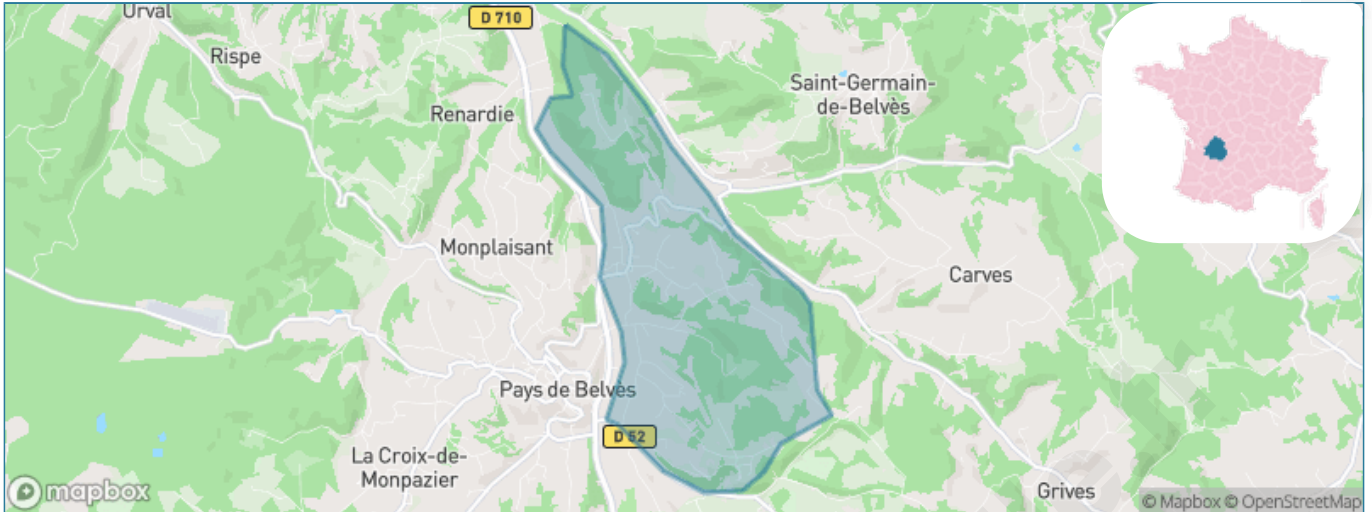 Urval
D 710
Rispe
Renardie
Saint-Germain-
de-Belvès
Monplaisant
Carves
Pays de Belvès
D 52
La Croix-de-
Monpazier
Grives
mapbox
© Mapbox © OpenStreetMap